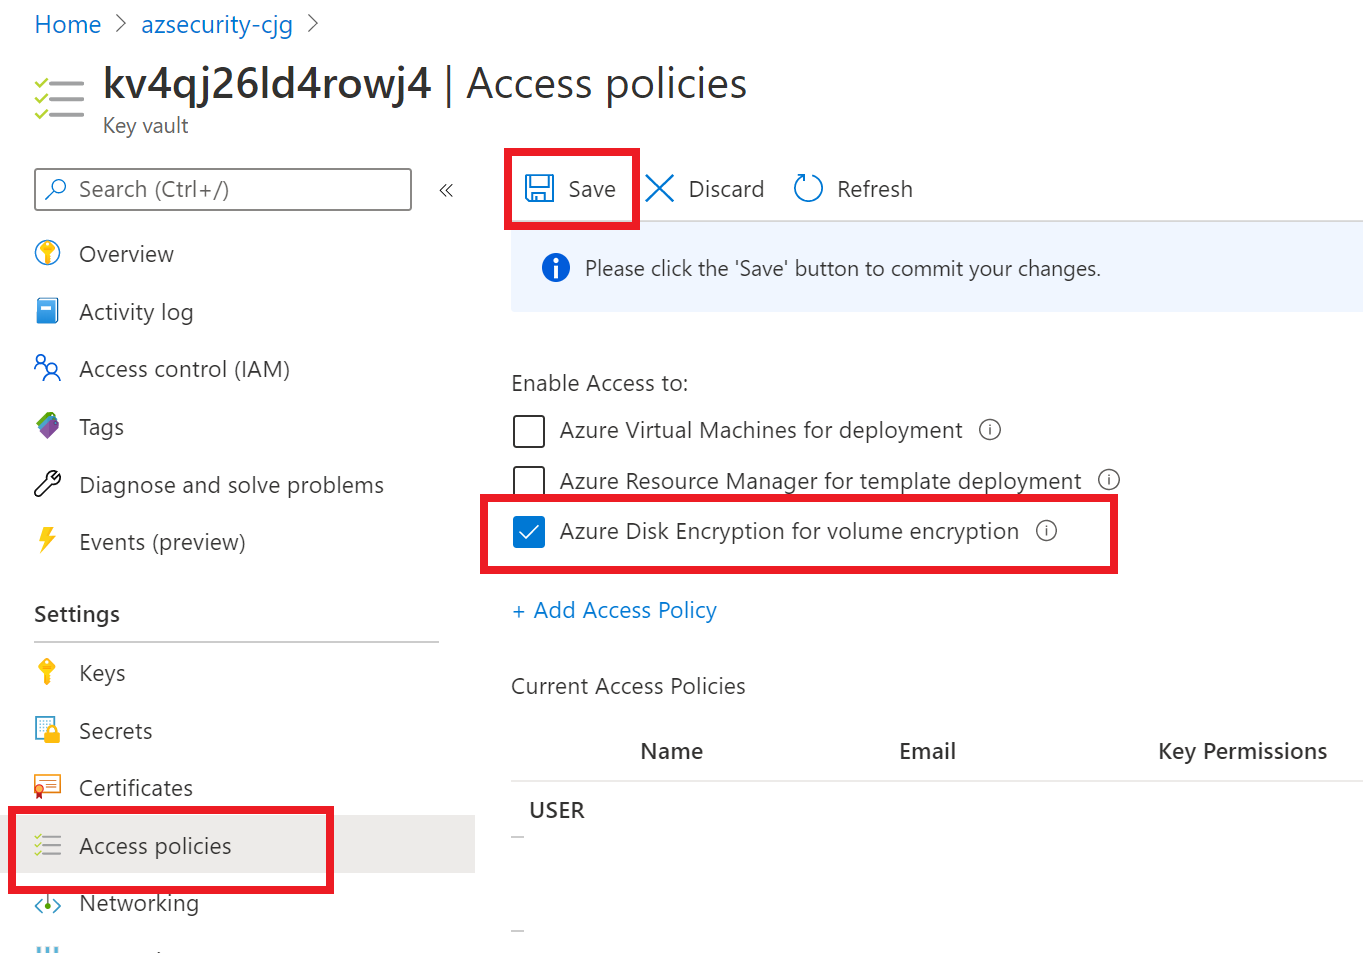 Home > azsecurity-cjg >
kv4qj26ld4rowj4 | Access policies
Key vault
Search (Ctrl+/)
«
Save
Discard
Refresh
Overview
Activity log
Access control (IAM)
Tags
Diagnose and solve problems
Events (preview)
Settings
Keys
Secrets
Certificates
Access policies
Networking
Please click the 'Save' button to commit your changes.
Enable Access to:
Azure Virtual Machines for deployment
Azure Resource Manager for template deployment
Azure Disk Encryption for volume encryption
+ Add Access Policy
Current Access Policies
Name Email Key Permissions
USER